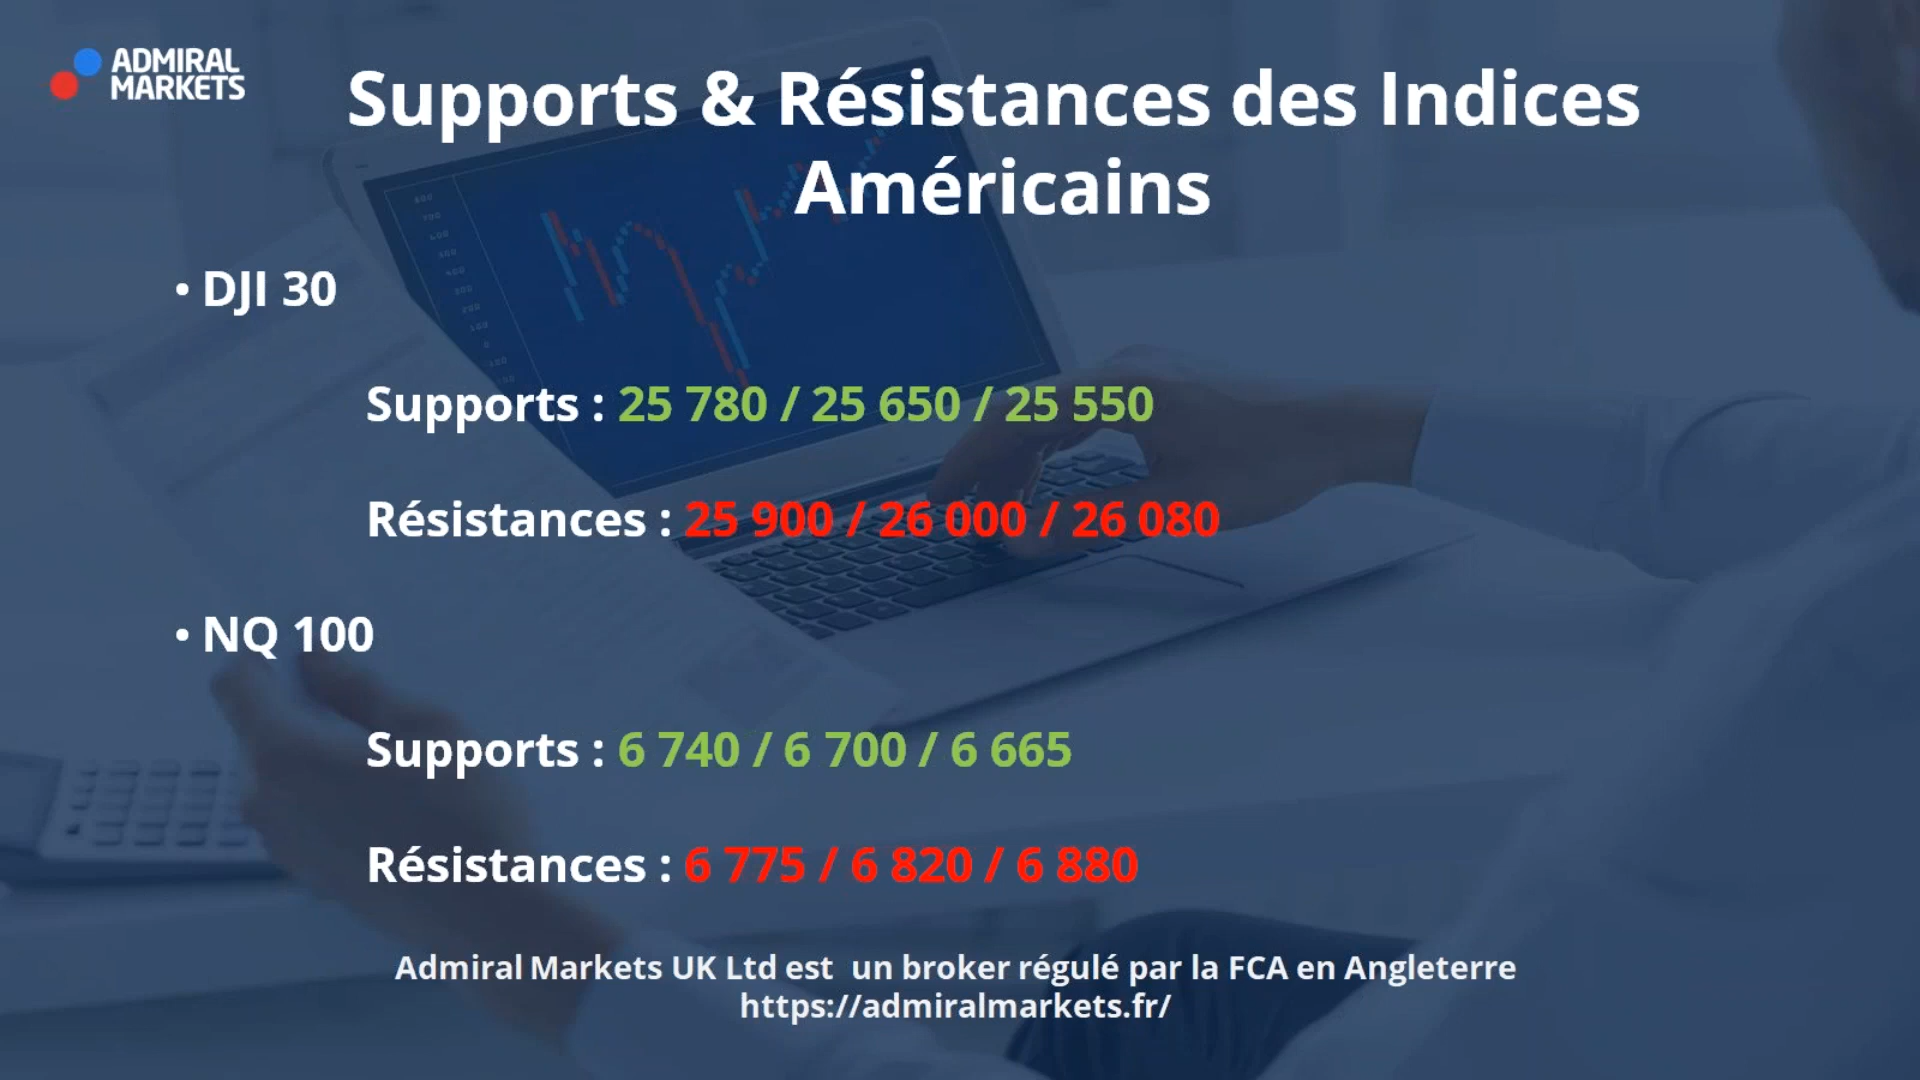 ADMIRAL
MARKETS
Supports & Résistances des Indices
Américains
• DJI 30
Supports : 25 780 / 25 650 / 25 550
Résistances : 25 900 / 26 000 / 26 080
• NQ 100
Supports : 6 740 / 6 700 / 6 665
Résistances : 6 775 / 6 820 / 6 880
Admiral Markets UK Ltd est  un broker régulé par la FCA en Angleterre
https://admiralmarkets.fr/